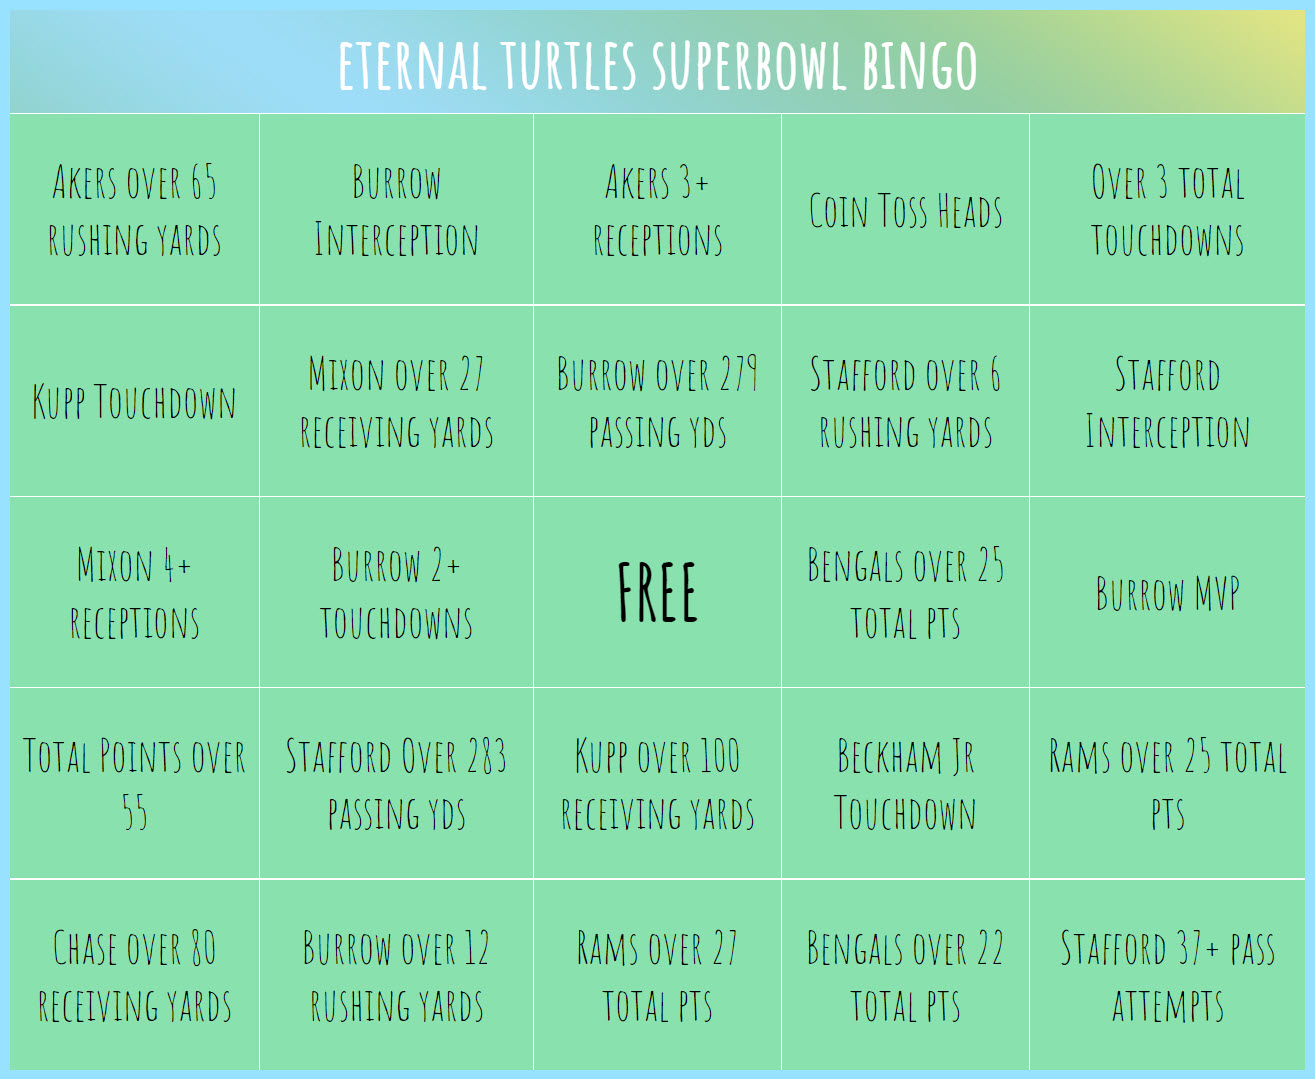 ETERNAL TURTLES SUPERBOWL BINGO
AKERS OVER 65
RUSHING YARDS
BURROW
INTERCEPTION
AKERS 3+
RECEPTIONS
COIN TOSS HEADS
OVER 3 TOTAL
TOUCHDOWNS
KUPP TOUCHDOWN
MIXON OVER 27
RECEIVING YARDS
BURROW OVER 279
PASSING YDS
STAFFORD OVER 6
RUSHING YARDS
STAFFORD
INTERCEPTION
MIXON 4+
RECEPTIONS
BURROW 2+
TOUCHDOWNS
FREE
BENGALS OVER 25
TOTAL PTS
BURROW MVP
TOTAL POINTS OVER
55
STAFFORD OVER 283
PASSING YDS
KUPP OVER 100
RECEIVING YARDS
BECKHAM JR
TOUCHDOWN
RAMS OVER 25 TOTAL
PTS
CHASE OVER 80
RECEIVING YARDS
BURROW OVER 12
RUSHING YARDS
RAMS OVER 27
TOTAL PTS
BENGALS OVER 22
TOTAL PTS
STAFFORD 37+ PASS
ATTEMPTS